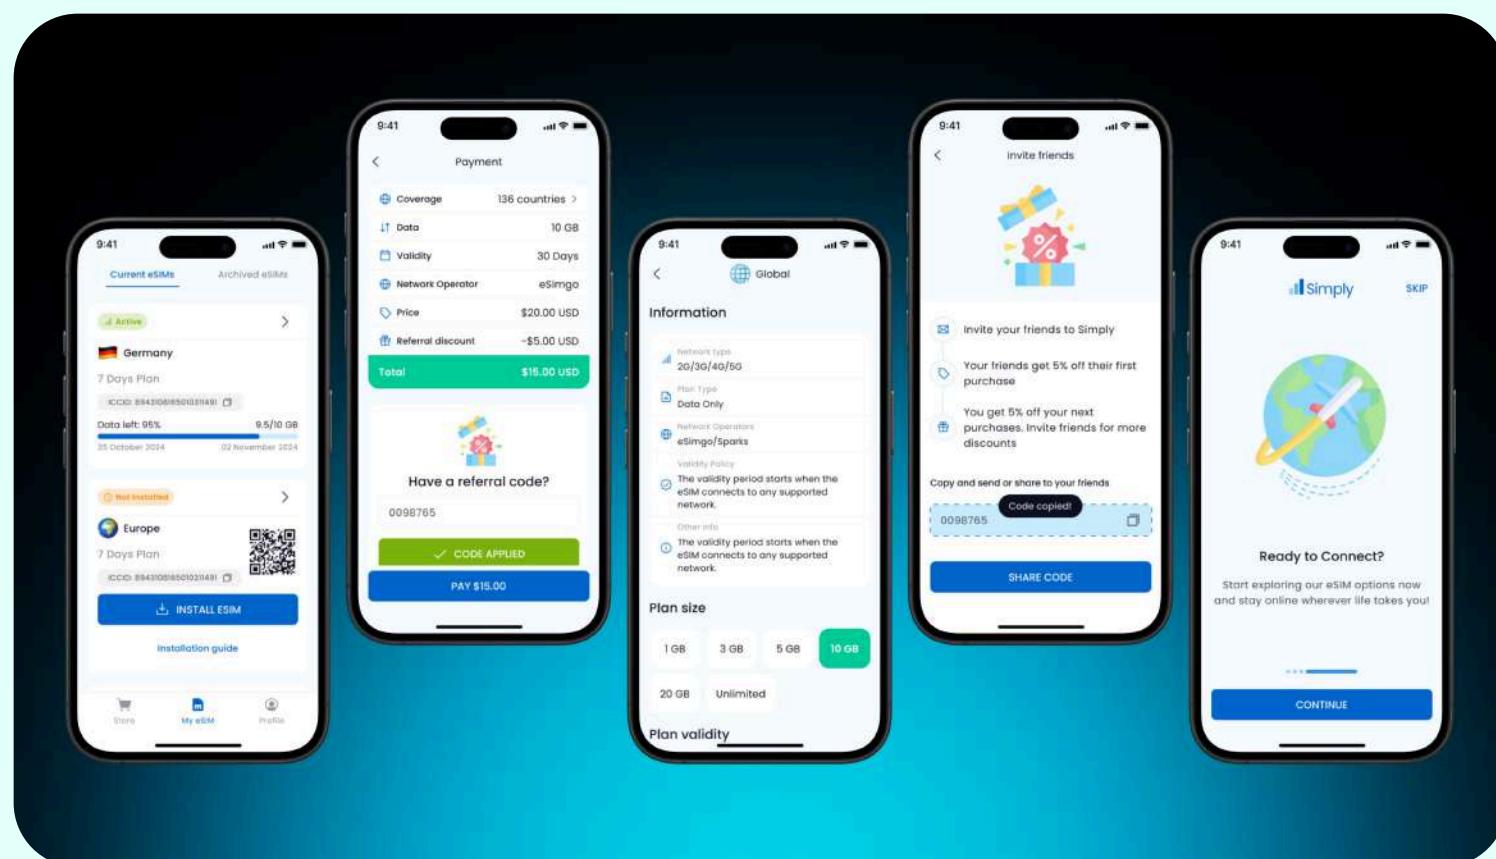 9:41
Current eSIMs
Archived eSIMs
Active
Germany
7 Days Plan
Data left: 95%
9.5/10 GB
25 October 2024
02 November 2024
Not Installed
Europe
7 Days Plan
INSTALL ESIM
Installation guide
Store
My eSIM
Profile
9:41
Payment
Coverage
136 countries
Data
10 GB
Validity
30 Days
Network Operator
eSimgo
Price
$20.00 USD
Referral discount
-$5.00 USD
Total
$15.00 USD
Have a referral code?
0098765
CODE APPLIED
PAY $15.00
9:41
Global
Information
Network type
2G/3G/4G/5G
Plan Type
Data Only
Network Operators
eSimgo/Sparks
Validity Policy
The validity period starts when the
eSIM connects to any supported
network.
Other info
The validity period starts when the
eSIM connects to any supported
network.
Plan size
1 GB
3 GB
5 GB
10 GB
20 GB
Unlimited
Plan validity
9:41
Invite friends
Invite your friends to Simply
Your friends get 5% off their first
purchase
You get 5% off your next
purchases. Invite friends for more
discounts
Copy and send or share to your friends
Code copied!
0098765
SHARE CODE
9:41
Simply
SKIP
Ready to Connect?
Start exploring our eSIM options now
and stay online wherever life takes you!
CONTINUE